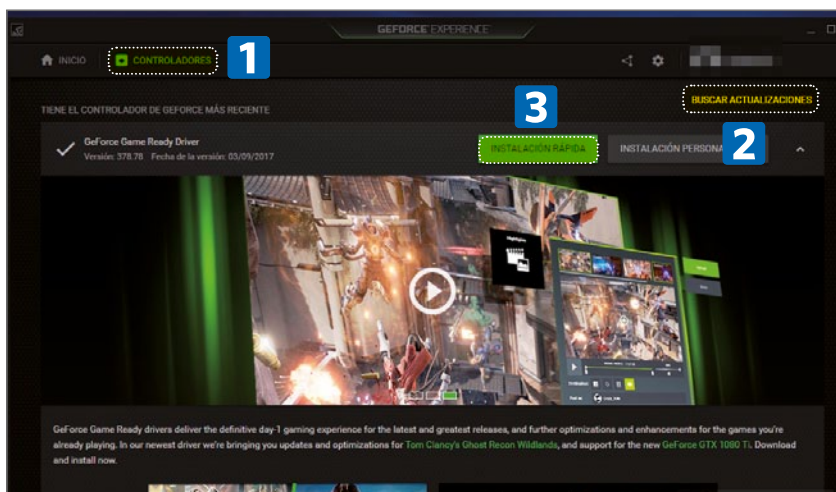 GEFORCE EXPERIENCE
INICIO
CONTROLADORES
1
BUSCAR ACTUALIZACIONES
TIENE EL CONTROLADOR DE GEFORCE MÁS RECIENTE
3
GeForce Game Ready Driver
Versión: 378.78 Fecha de la versión: 03/09/2017
INSTALACIÓN RÁPIDA
INSTALACIÓN PERSONA
2
Highlights
GeForce Game Ready drivers deliver the definitive day-1 gaming experience for the latest and greatest releases, and further optimizations and enhancements for the games you're
already playing. In our newest driver we're bringing you updates and optimizations for Tom Clancy's Ghost Recon Wildlands, and support for the new GeForce GTX 1080 Ti. Download
and install now.